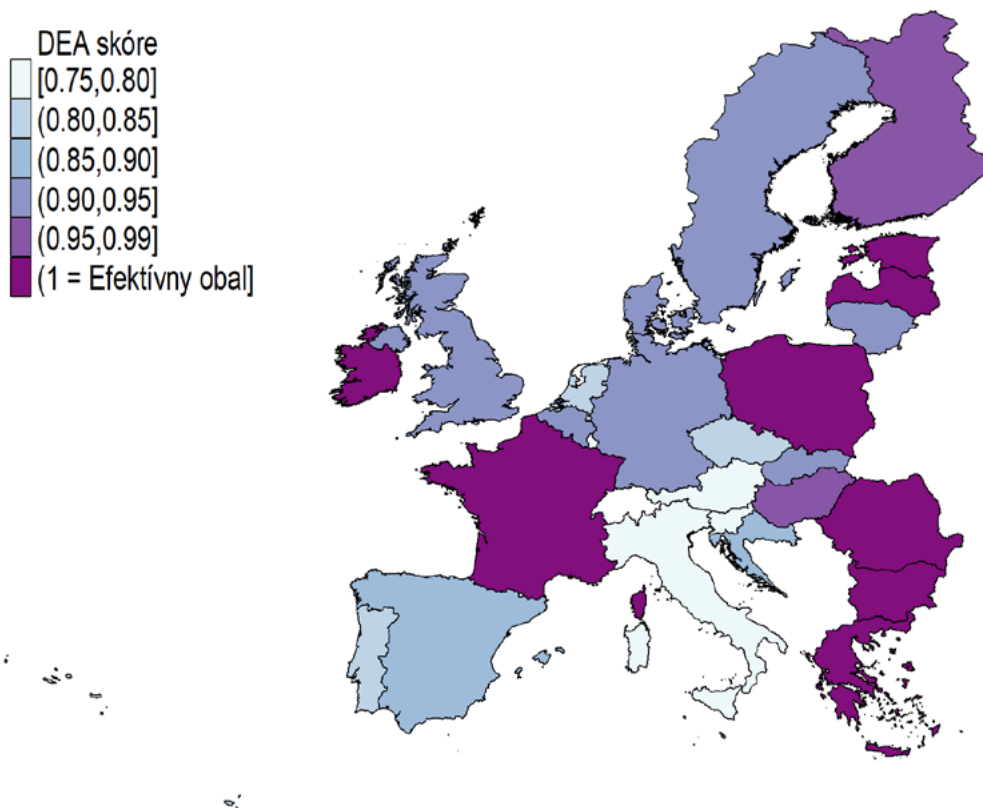 DEA skóre
[0.75,0.80]
(0.80,0.85]
(0.85,0.90]
(0.90,0.95]
(0.95,0.99]
(1 = Efektívny obal]